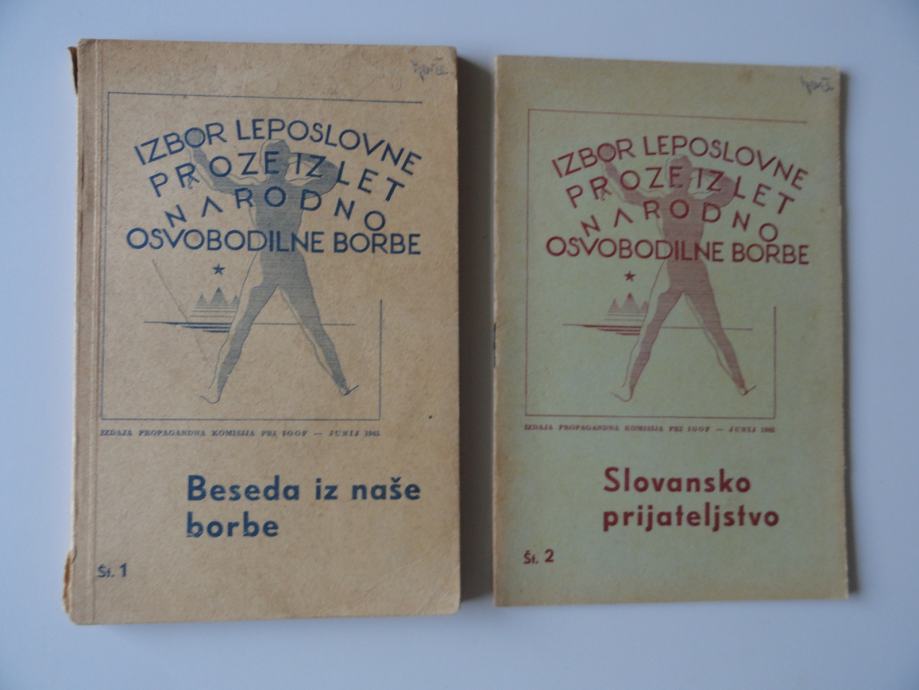 IZBOR LEPOSLOVNE
PROZE IZ LET
NARODNO
OSVOBODILNE BORBE
IZDAJA PROPAGANDNA KOMISIJA PRI IOOF — JUNIJ 1945
Beseda iz naše
borbe
Št. 1
IZBOR LEPOSLOVNE
PROZE IZ LET
NARODNO
OSVOBODILNE BORBE
IZDAJA PROPAGANDNA KOMISIJA PRI IOOF — JUNIJ 1945
Slovansko
prijateljstvo
Št. 2